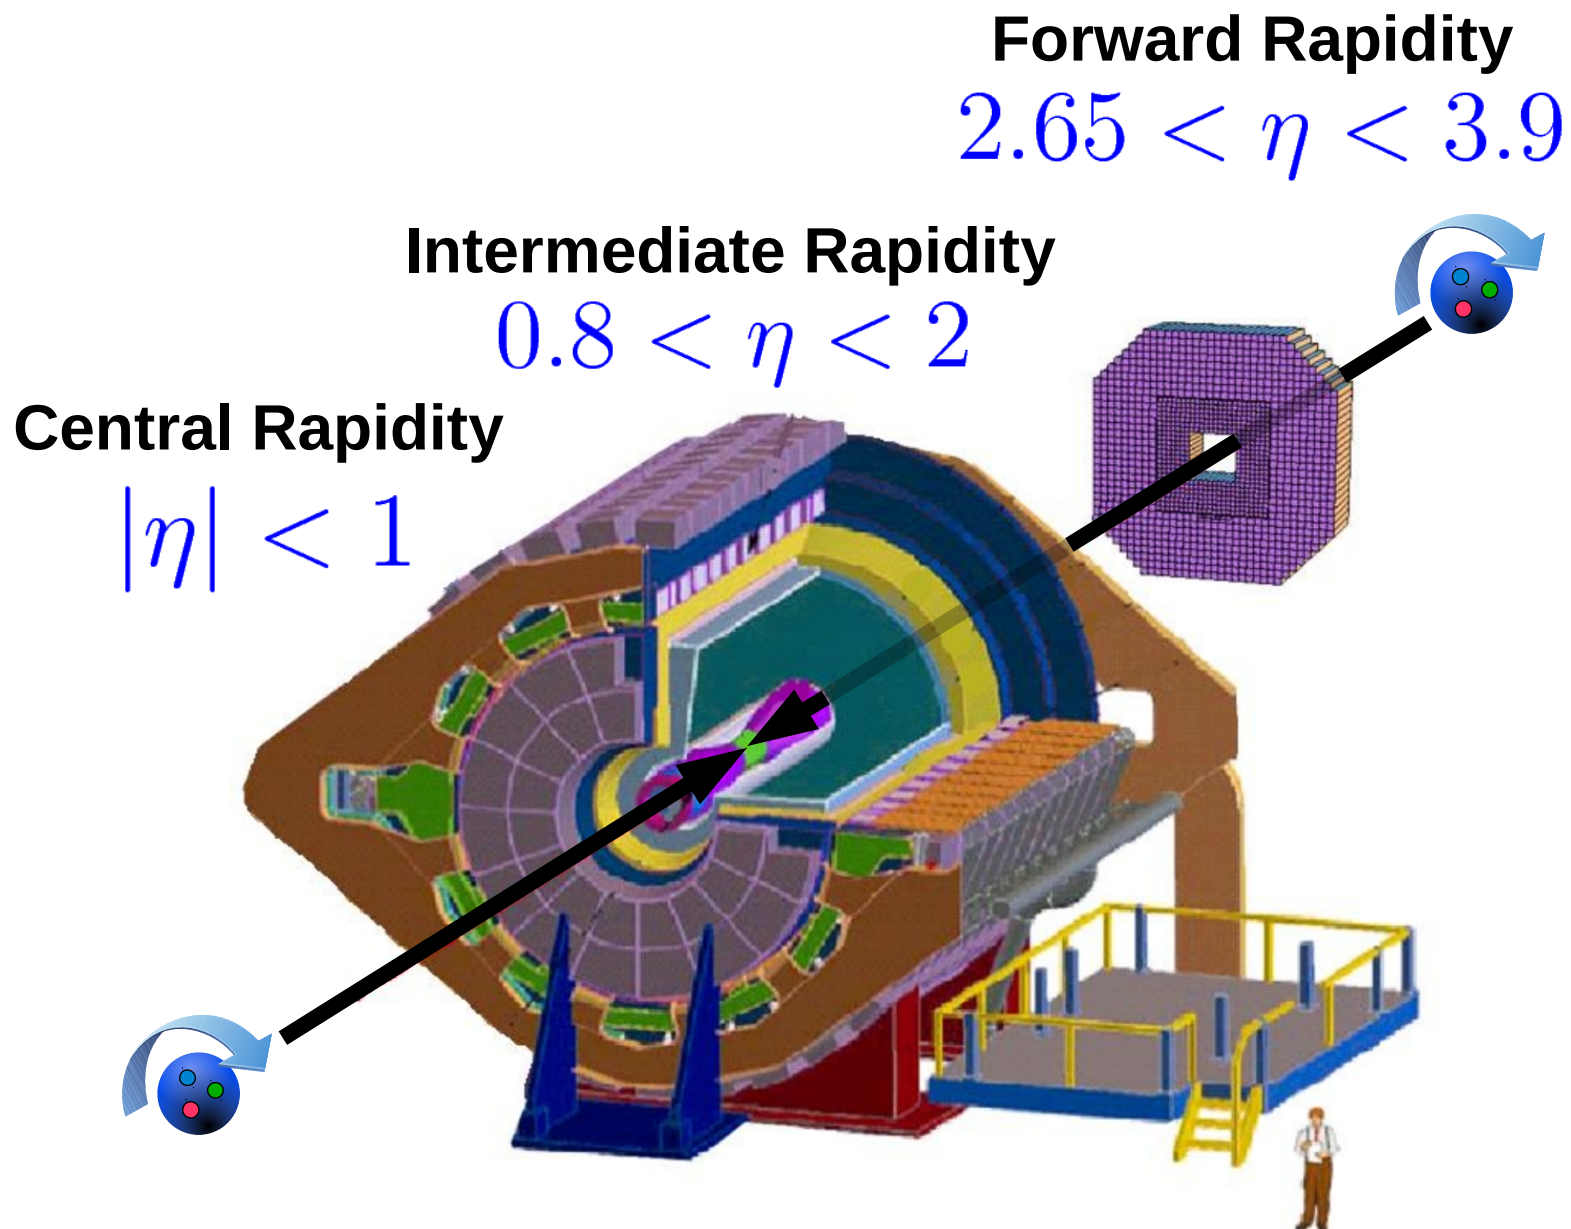 Forward Rapidity
2.65 < η < 3.9
Intermediate Rapidity
0.8 < η < 2
Central Rapidity
|η| < 1